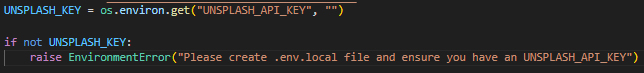 UNSPLASH_KEY = os.environ.get("UNSPLASH_API_KEY", "")
if not UNSPLASH_KEY:
    raise EnvironmentError("Please create .env.local file and ensure you have an UNSPLASH_API_KEY")